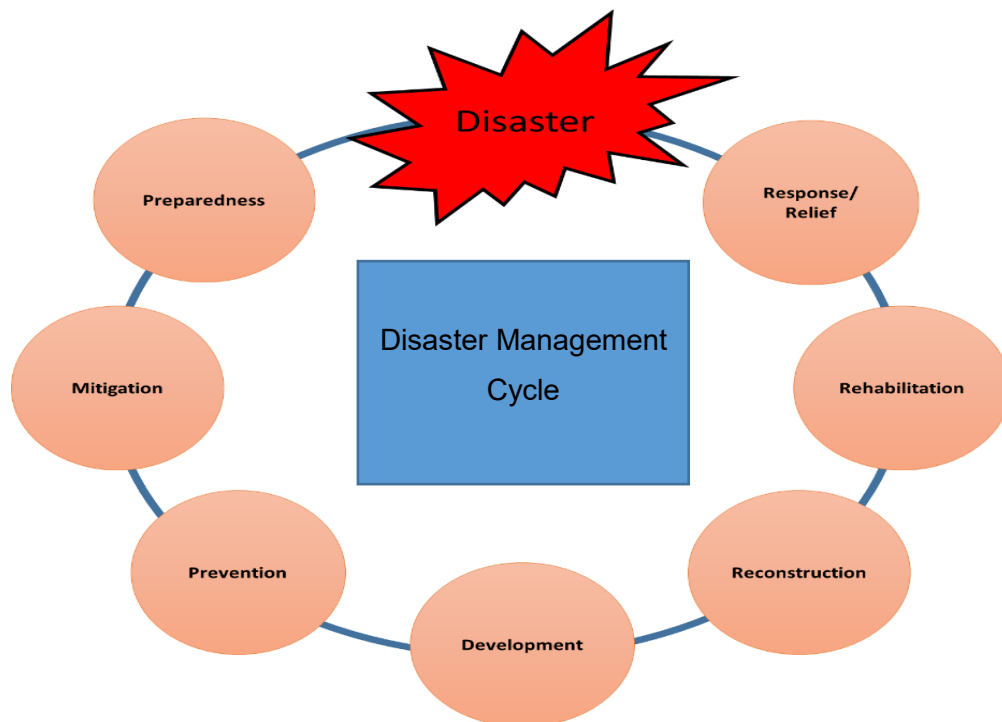 Disaster
Preparedness
Response/
Relief
Disaster Management
Cycle
Mitigation
Rehabilitation
Prevention
Reconstruction
Development